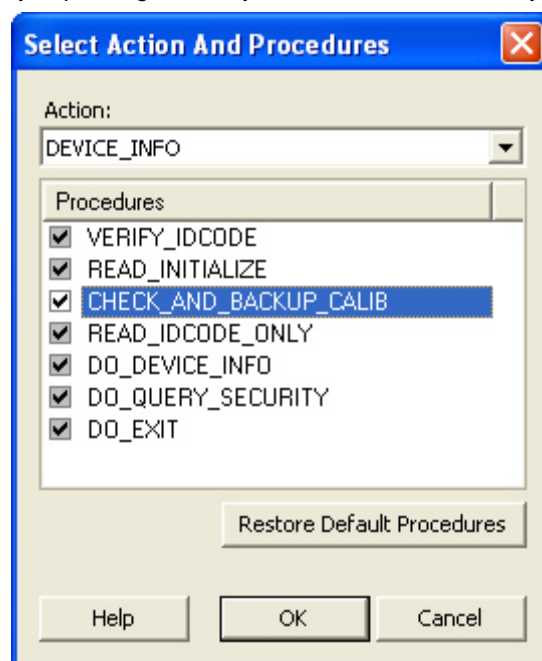 Select Action And Procedures
Action:
DEVICE_INFO
Procedures
VERIFY_IDCODE
READ_INITIALIZE
CHECK_AND_BACKUP_CALIB
READ_IDCODE_ONLY
DO_DEVICE_INFO
DO_QUERY_SECURITY
DO_EXIT
Restore Default Procedures
Help OK Cancel